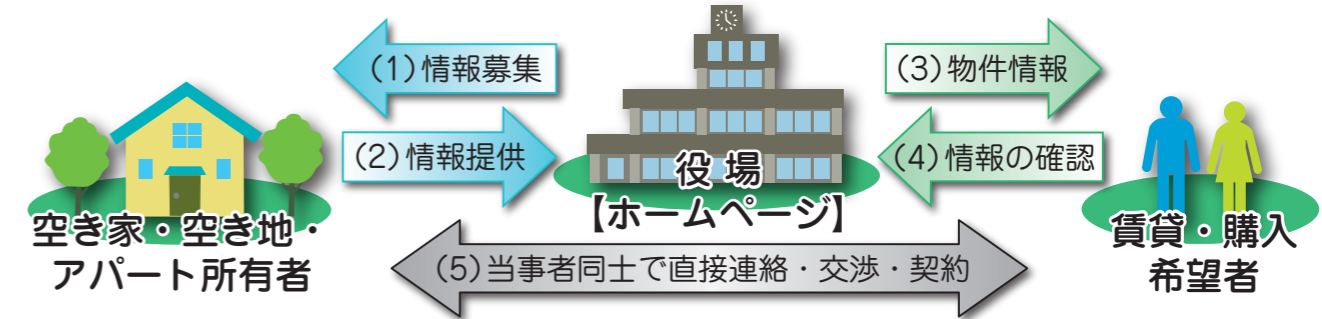 (1)情報募集
(2)情報提供
(3)物件情報
(4)情報の確認
役場
【ホームページ】
空き家・空き地・
アパート所有者
賃貸・購入
希望者
(5)当事者同士で直接連絡・交渉・契約